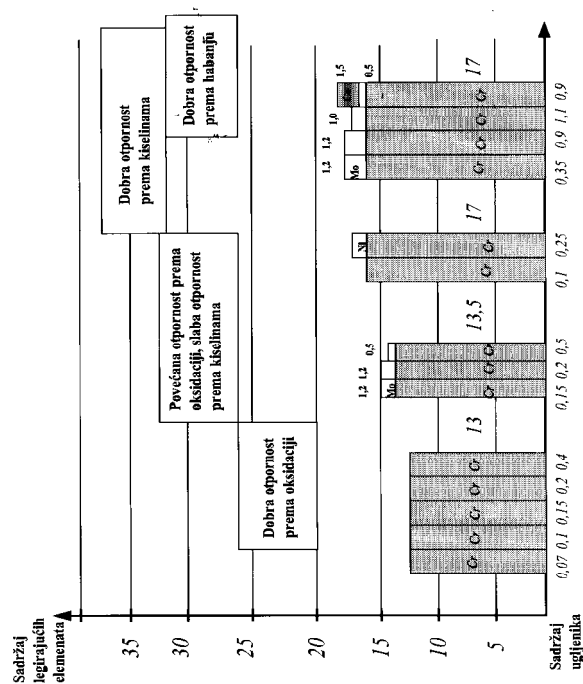 Sadržaj
legirajućih
elemenata
35
30
25
20
15
10
5
Sadržaj
ugljenika
Dobra otpornost
prema kiselinama
Dobra otpornost
prema habanju
Povećana otpornost prema
oksidaciji, slaba otpornost
prema kiselinama
Dobra otpornost
prema oksidaciji
13
Cr Cr Cr Cr Cr
0,07 0,1 0,15 0,2 0,4
13,5
1,2 1,2 0,5
Mo
Cr Cr Cr
0,15 0,2 0,5
17
Ni
Cr Cr
0,1 0,25
17
1,2 1,2 1,0 1,5
0,5
Mo
Cr Cr Cr Cr
0,35 0,9 1,1 0,9